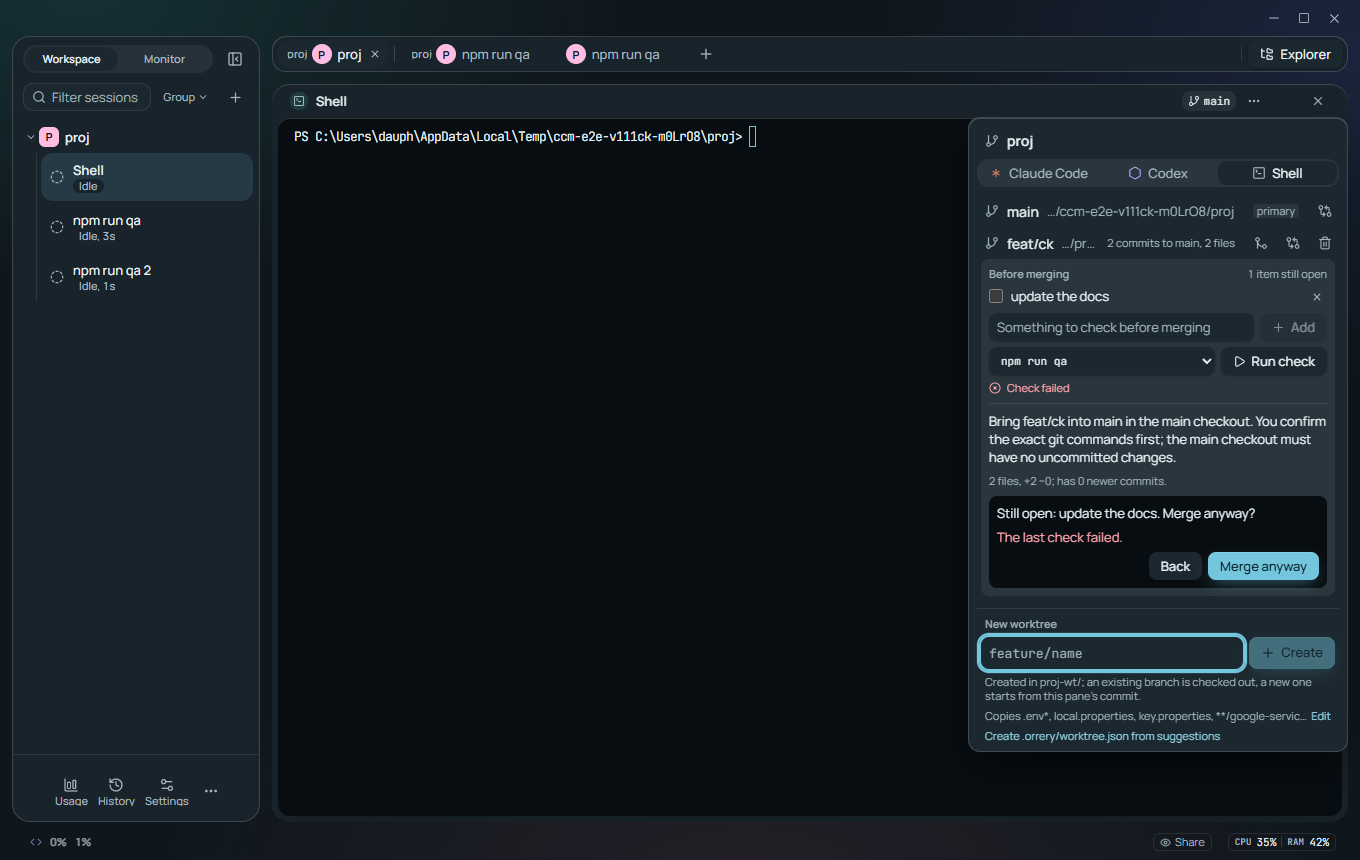 Workspace
Monitor
Filter sessions
Group
P proj
Shell
Idle
npm run qa
Idle, 3s
npm run qa 2
Idle, 1s
Usage
History
Settings
0% 1%
proj P proj
proj P npm run qa
P npm run qa
Explorer
Shell
main
PS C:\Users\dauph\AppData\Local\Temp\ccm-e2e-v111ck-m0LrO8\proj>
proj
Claude Code
Codex
Shell
main …/ccm-e2e-v111ck-m0LrO8/proj primary
feat/ck …/pr… 2 commits to main, 2 files
Before merging 1 item still open
update the docs
Something to check before merging
Add
npm run qa
Run check
Check failed
Bring feat/ck into main in the main checkout. You confirm
the exact git commands first; the main checkout must
have no uncommitted changes.
2 files, +2 −0; has 0 newer commits.
Still open: update the docs. Merge anyway?
The last check failed.
Back
Merge anyway
New worktree
feature/name
Create
Created in proj-wt/; an existing branch is checked out, a new one
starts from this pane's commit.
Copies .env*, local.properties, key.properties, **/google-servic… Edit
Create .orrery/worktree.json from suggestions
Share
CPU 35% RAM 42%